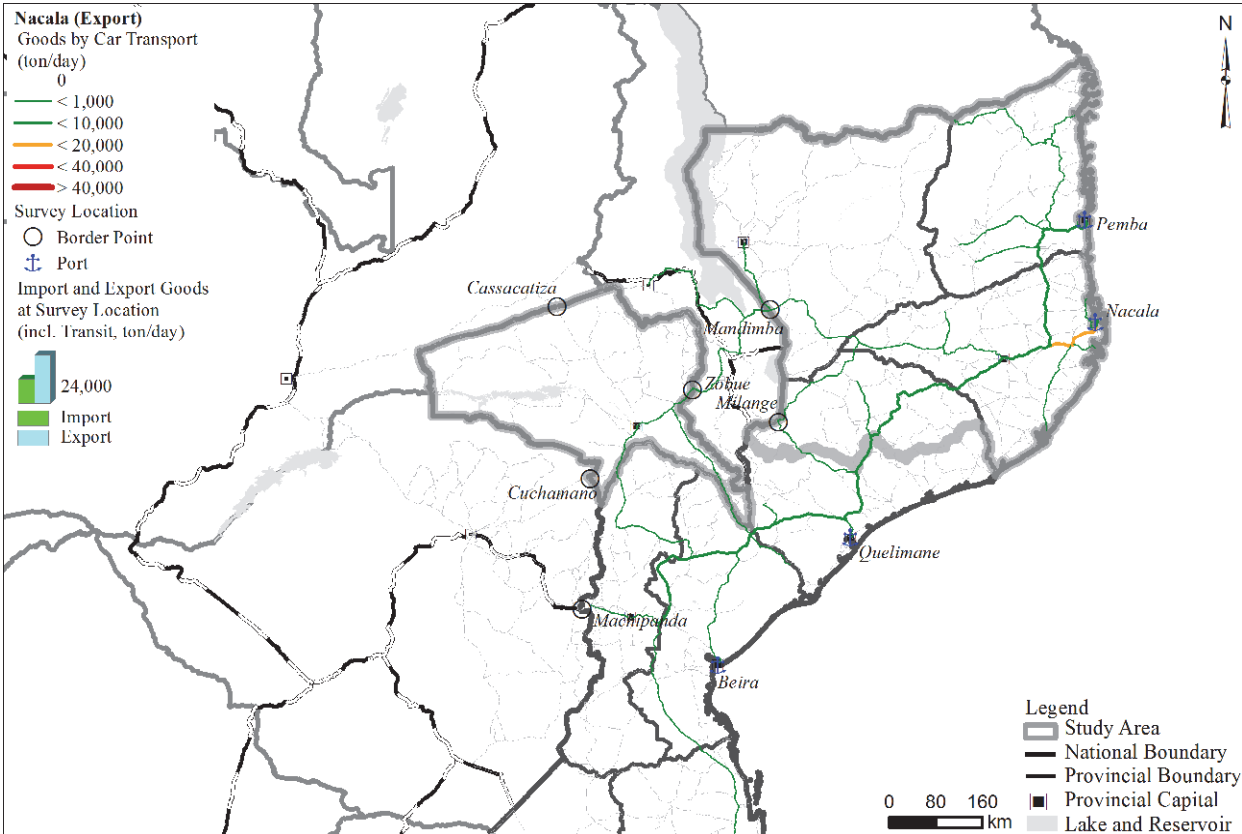 Nacala (Export)
Goods by Car Transport
(ton/day)
0
< 1,000
< 10,000
< 20,000
< 40,000
> 40,000
Survey Location
Border Point
Port
Import and Export Goods
at Survey Location
(incl. Transit, ton/day)
24,000
Import
Export
N
Pemba
Cassacatiza
Nacala
Mandimba
Zobue
Milange
Cuchamano
Quelimane
Machipanda
Beira
Legend
Study Area
National Boundary
Provincial Boundary
Provincial Capital
Lake and Reservoir
0 80 160
km